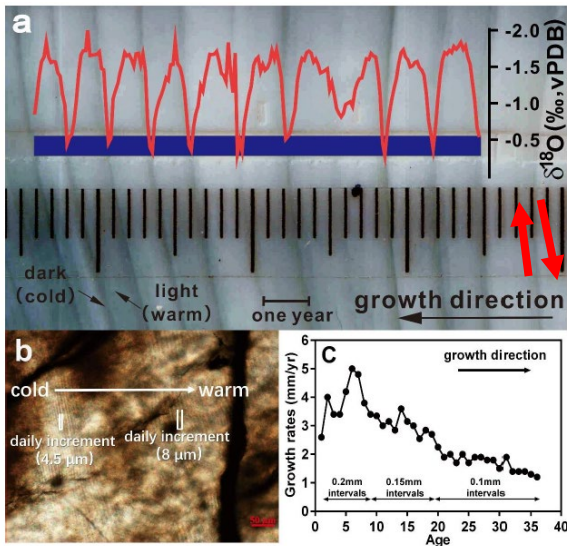 a
-2.0
-1.5
-1.0
-0.5
δ18O(‰,vPDB)
dark
(cold)
light
(warm)
one year
growth direction
b
cold
warm
daily increment
(4.5 μm)
daily increment
(8 μm)
C
growth direction
Growth rates (mm/yr)
6
5
4
3
2
1
0
0.2mm
intervals
0.15mm
intervals
0.1mm
intervals
0 5 10 15 20 25 30 35 40
Age